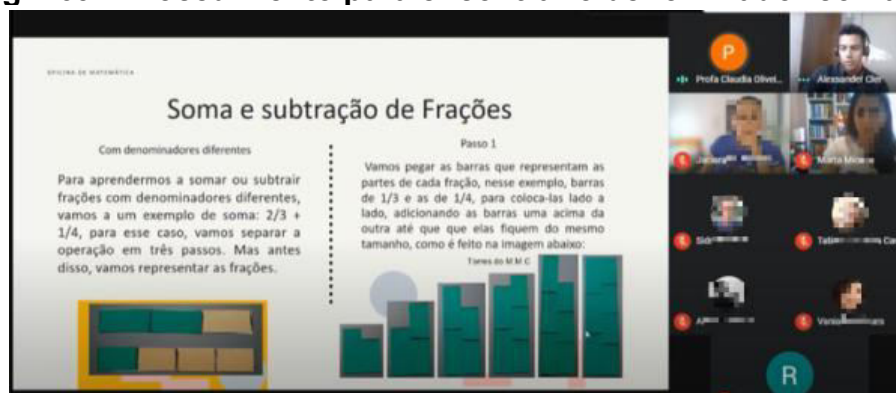 OFICINA DE MATEMÁTICA
Soma e subtração de Frações
Com denominadores diferentes
Para aprendermos a somar ou subtrair
frações com denominadores diferentes,
vamos a um exemplo de soma: 2/3 +
1/4, para esse caso, vamos separar a
operação em três passos. Mas antes
disso, vamos representar as frações.
Passo 1
Vamos pegar as barras que representam as
partes de cada fração, nesse exemplo, barras
de 1/3 e as de 1/4, para coloca-las lado a
lado, adicionando as barras uma acima da
outra até que que elas fiquem do mesmo
tamanho, como é feito na imagem abaixo:
Torres do M M C
P
Profa Claudia Olivei...
Alexsander Cler
R